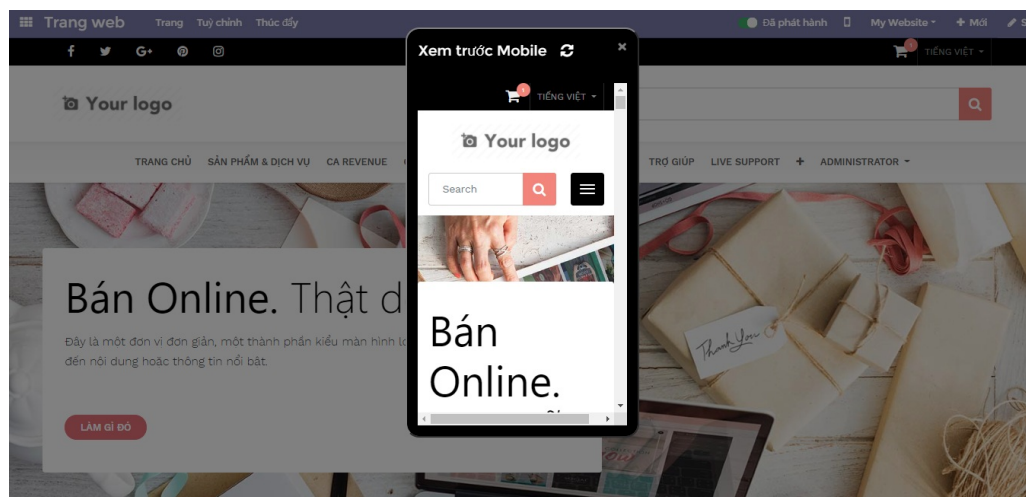 Trang web Trang Tuỳ chỉnh Thúc đẩy Đã phát hành My Website Mới
TIẾNG VIỆT
Your logo
TRANG CHỦ SẢN PHẨM & DỊCH VỤ CA REVENUE TRỢ GIÚP LIVE SUPPORT ADMINISTRATOR
Bán Online. Thật d
Đây là một đơn vị đơn giản, một thành phần kiểu màn hình
đến nội dung hoặc thông tin nổi bật.
LÀM GÌ ĐÓ
Xem trước Mobile ×
1 TIẾNG VIỆT
Your logo
Search
Bán
Online.
Thank You